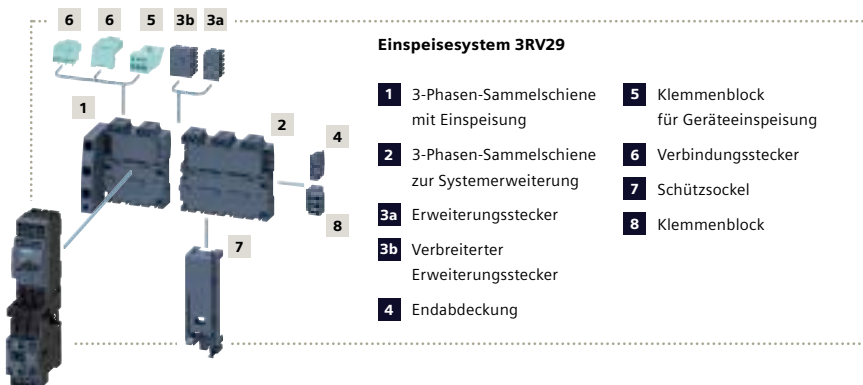 6 6 5 3b 3a
1
2
4
8
7
Einspeisesystem 3RV29
1 3-Phasen-Sammelschiene
mit Einspeisung
2 3-Phasen-Sammelschiene
zur Systemerweiterung
3a Erweiterungsstecker
3b Verbreiterter
Erweiterungsstecker
4 Endabdeckung
5 Klemmenblock
für Geräteeinspeisung
6 Verbindungsstecker
7 Schützsockel
8 Klemmenblock